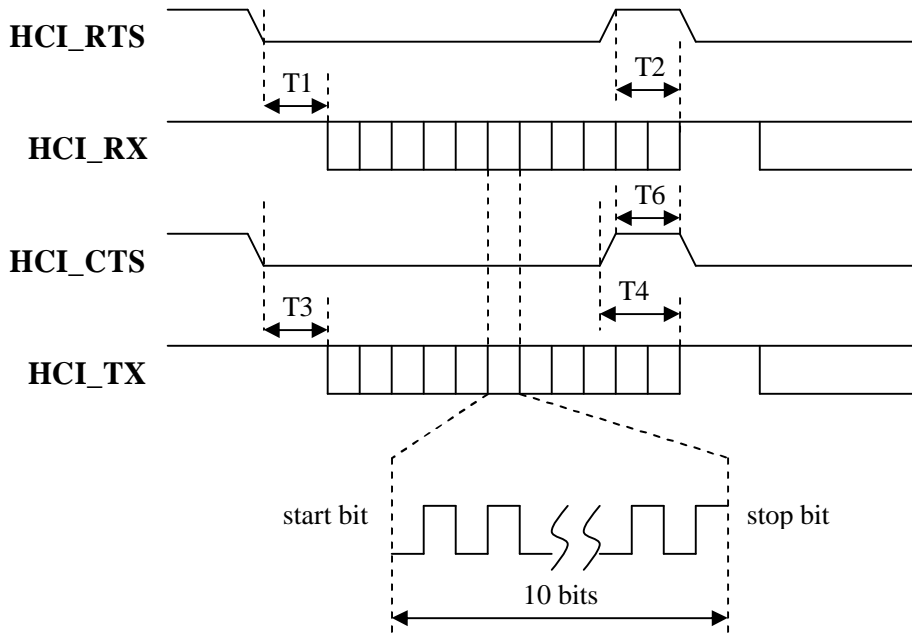 HCI_RTS
T1
T2
HCI_RX
T6
HCI_CTS
T4
T3
HCI_TX
start bit
stop bit
10 bits